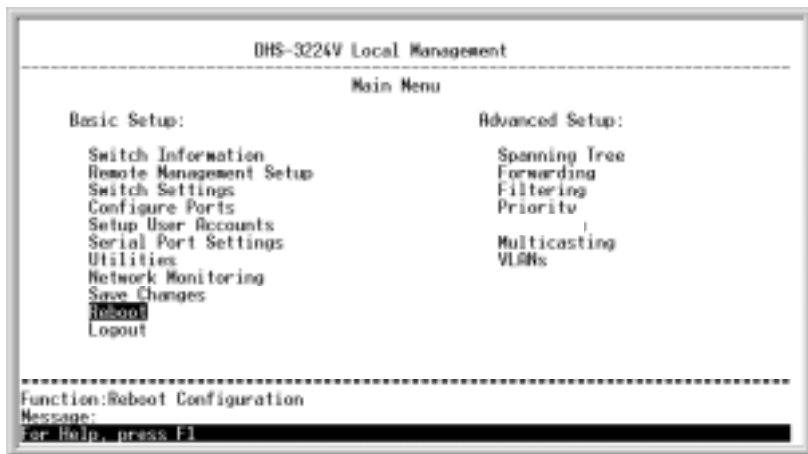 DHS-3224V Local Management
Main Menu
Basic Setup:
Switch Information
Remote Management Setup
Switch Settings
Configure Ports
Setup User Accounts
Serial Port Settings
Utilities
Network Monitoring
Save Changes
Reboot
Logout
Advanced Setup:
Spanning Tree
Forwarding
Filtering
Priority
Multicasting
VLANs
Function:Reboot Configuration
Message:
For Help, press F1